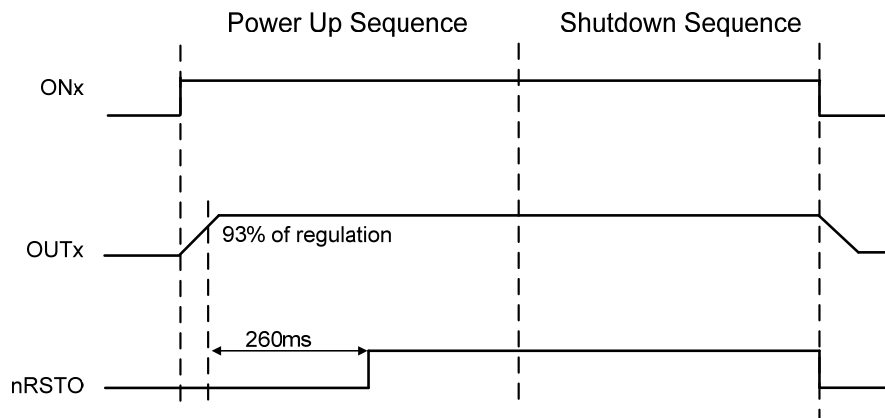 Power Up Sequence
Shutdown Sequence
ONx
OUTx
93% of regulation
260ms
nRSTO